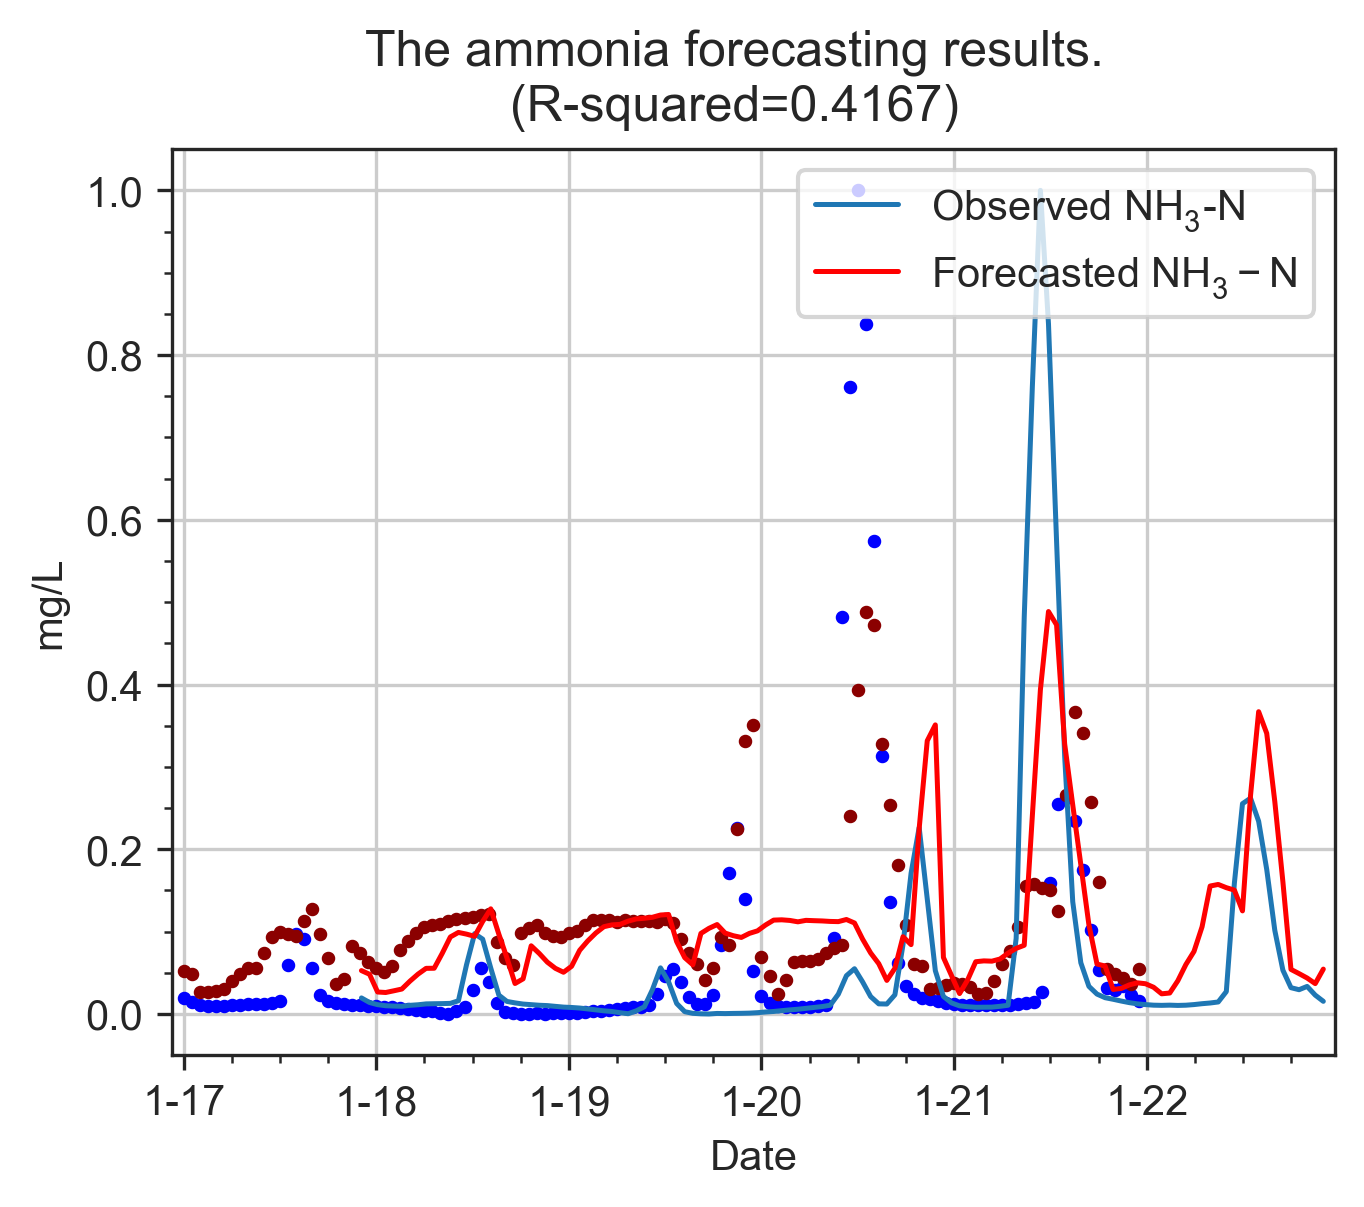 The ammonia forecasting results.
(R-squared=0.4167)
Observed NH₃-N
Forecasted NH₃ − N
1.0
0.8
0.6
0.4
0.2
0.0
mg/L
1-17 1-18 1-19 1-20 1-21 1-22
Date